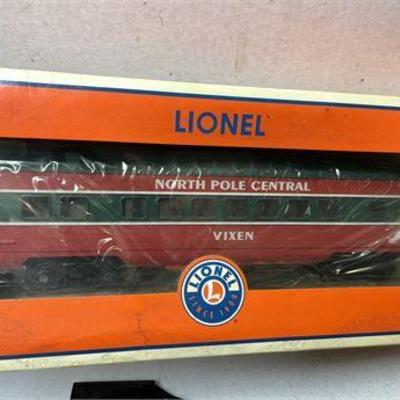 LIONEL
NORTH POLE CENTRAL
VIXEN
LIONEL
L
SINCE 1900